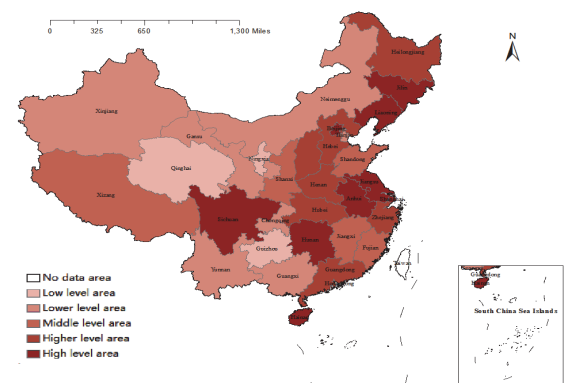 0 325 650 1,300 Miles
N
Heilongjiang
Jilin
Liaoning
Neimenggu
Xinjiang
Gansu
Beijing
Hebei
Ningxia
Shandong
Qinghai
Shanxi
Henan
Jiangsu
Xizang
Anhui
Sichuan
Hubei
Chongqing
Zhejiang
Hunan
Jiangxi
Guizhou
Fujian
Yunnan
Guangxi
Guangdong
Taiwan
No data area
Low level area
Lower level area
Middle level area
Higher level area
High level area
South China Sea Islands